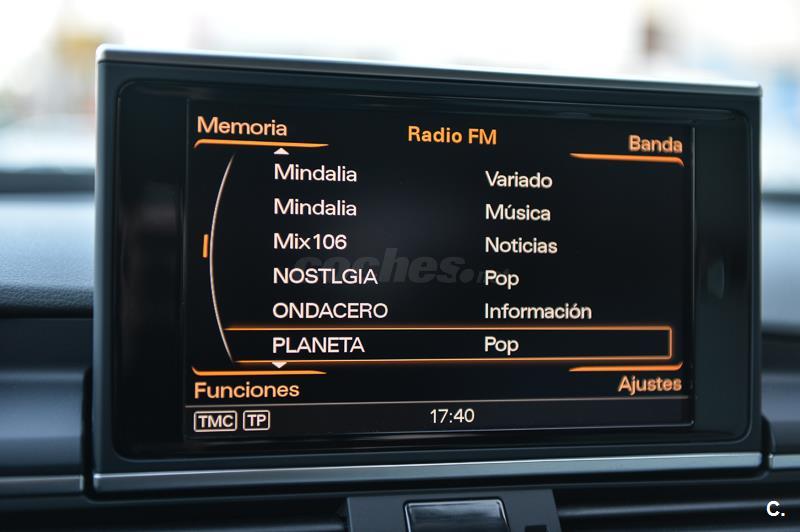 Memoria Radio FM Banda
Mindalia Variado
Mindalia Música
Mix106 Noticias
NOSTLGIA Pop
ONDACERO Información
PLANETA Pop
Funciones Ajustes
TMC TP 17:40
coches.net
C.